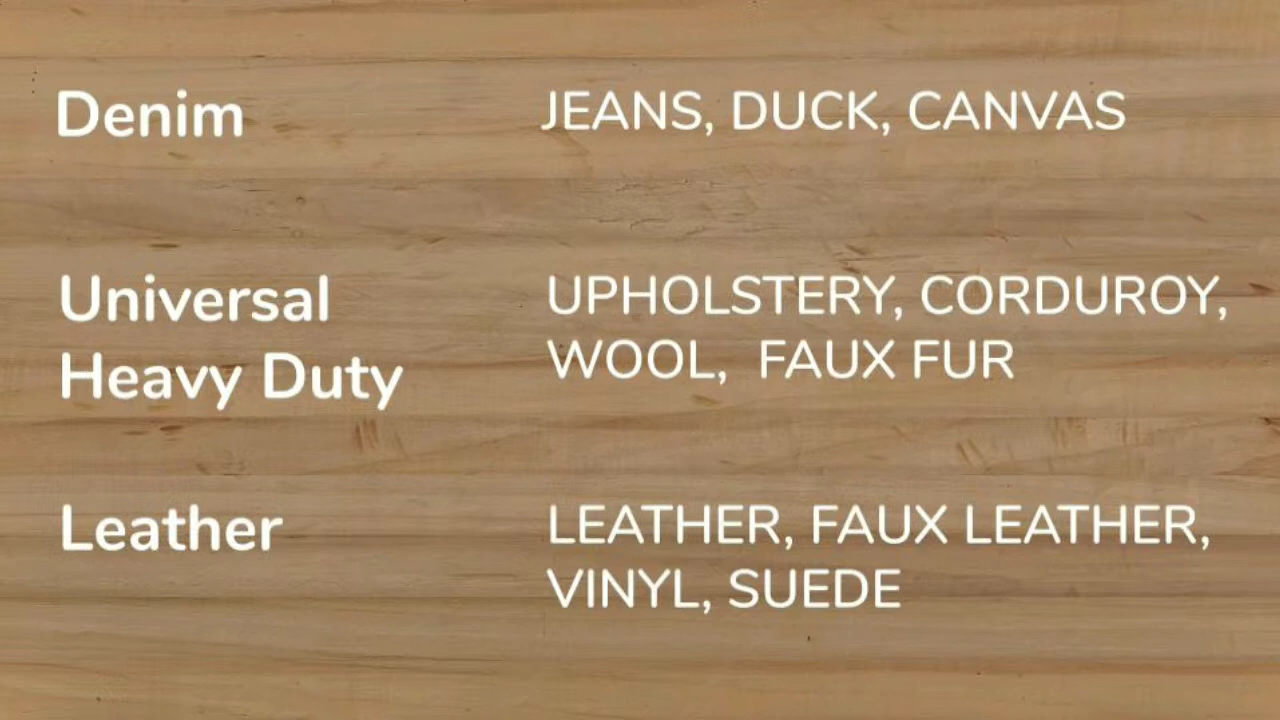 Denim
JEANS, DUCK, CANVAS
Universal
Heavy Duty
UPHOLSTERY, CORDUROY,
WOOL, FAUX FUR
Leather
LEATHER, FAUX LEATHER,
VINYL, SUEDE